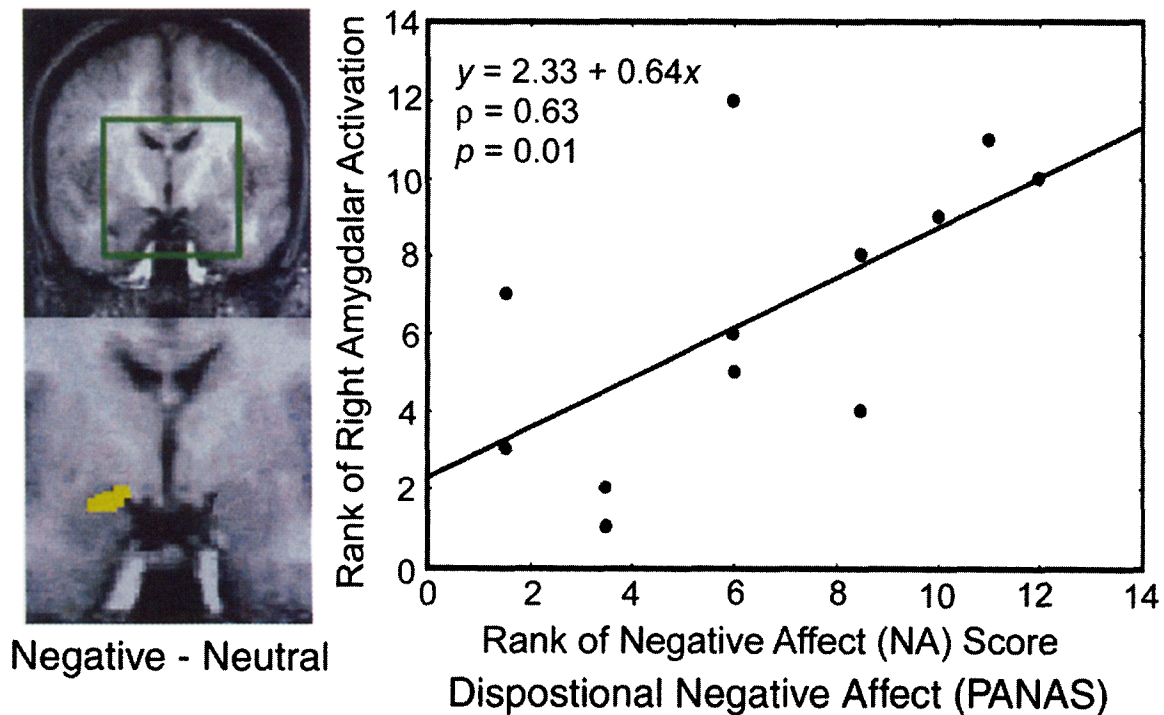 Negative - Neutral
Rank of Right Amygdalar Activation
14
12
10
8
6
4
2
0
y = 2.33 + 0.64x
ρ = 0.63
p = 0.01
0 2 4 6 8 10 12 14
Rank of Negative Affect (NA) Score
Dispostional Negative Affect (PANAS)